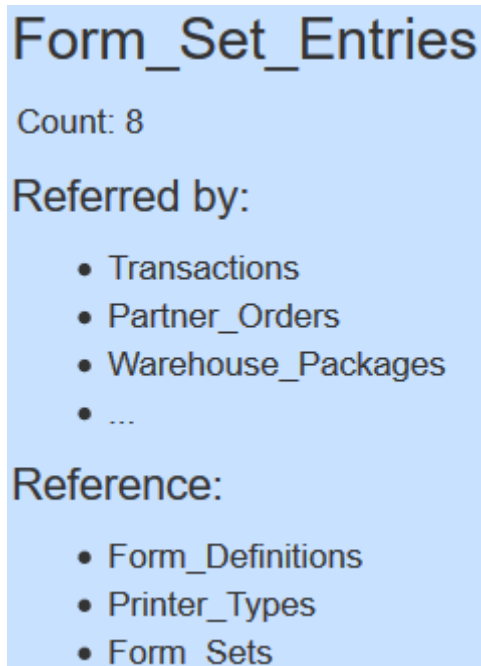 Form_Set_Entries
Count: 8
Referred by:
• Transactions
• Partner_Orders
• Warehouse_Packages
• ...
Reference:
• Form_Definitions
• Printer_Types
• Form_Sets